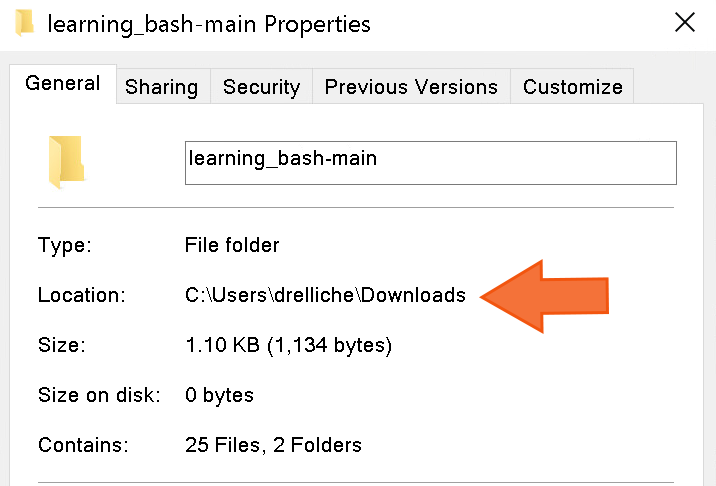 learning_bash-main Properties
General Sharing Security Previous Versions Customize
learning_bash-main
Type: File folder
Location: C:\Users\drelliche\Downloads
Size: 1.10 KB (1,134 bytes)
Size on disk: 0 bytes
Contains: 25 Files, 2 Folders